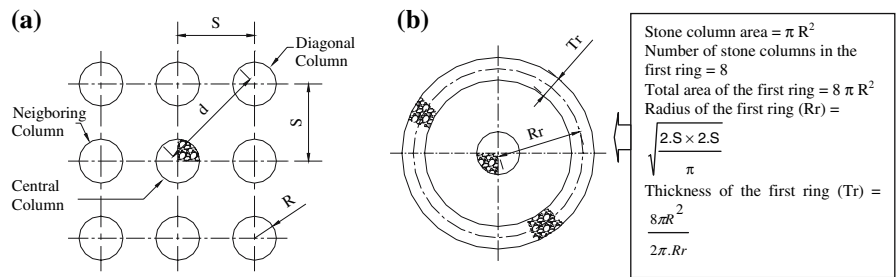 (a)
S
Diagonal
Column
d
S
Neigboring
Column
Central
Column
R
(b)
Tr
Rr
Stone column area = π R²
Number of stone columns in the
first ring = 8
Total area of the first ring = 8 π R²
Radius of the first ring (Rr) =
√(2.S × 2.S / π)
Thickness of the first ring (Tr) =
8πR²
2π.Rr